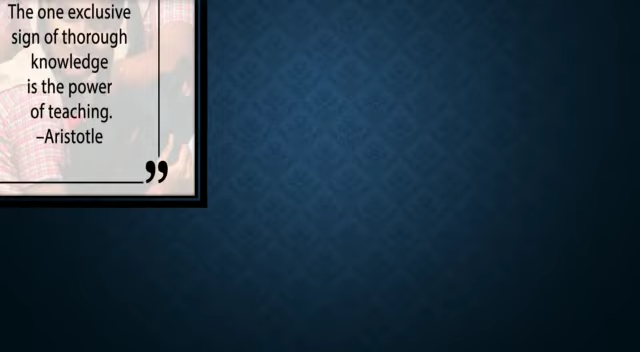 The one exclusive
sign of thorough
knowledge
is the power
of teaching.
–Aristotle
”